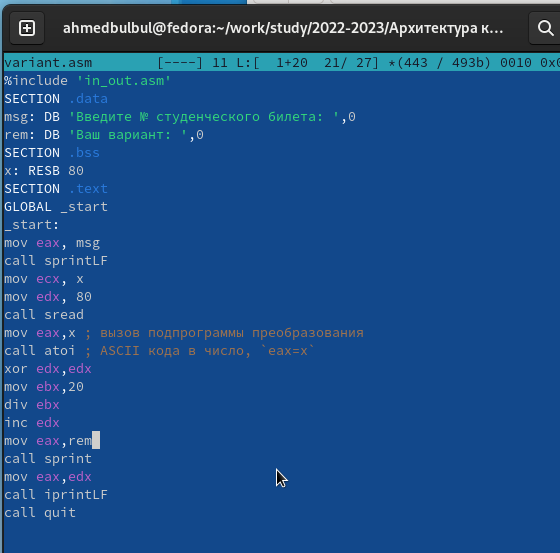 ahmedbulbul@fedora:~/work/study/2022-2023/Архитектура к...
variant.asm [----] 11 L:[ 1+20 21/ 27] *(443 / 493b) 0010 0x0
%include 'in_out.asm'
SECTION .data
msg: DB 'Введите № студенческого билета: ',0
rem: DB 'Ваш вариант: ',0
SECTION .bss
x: RESB 80
SECTION .text
GLOBAL _start
_start:
mov eax, msg
call sprintLF
mov ecx, x
mov edx, 80
call sread
mov eax,x ; вызов подпрограммы преобразования
call atoi ; ASCII кода в число, `eax=x`
xor edx,edx
mov ebx,20
div ebx
inc edx
mov eax,rem
call sprint
mov eax,edx
call iprintLF
call quit